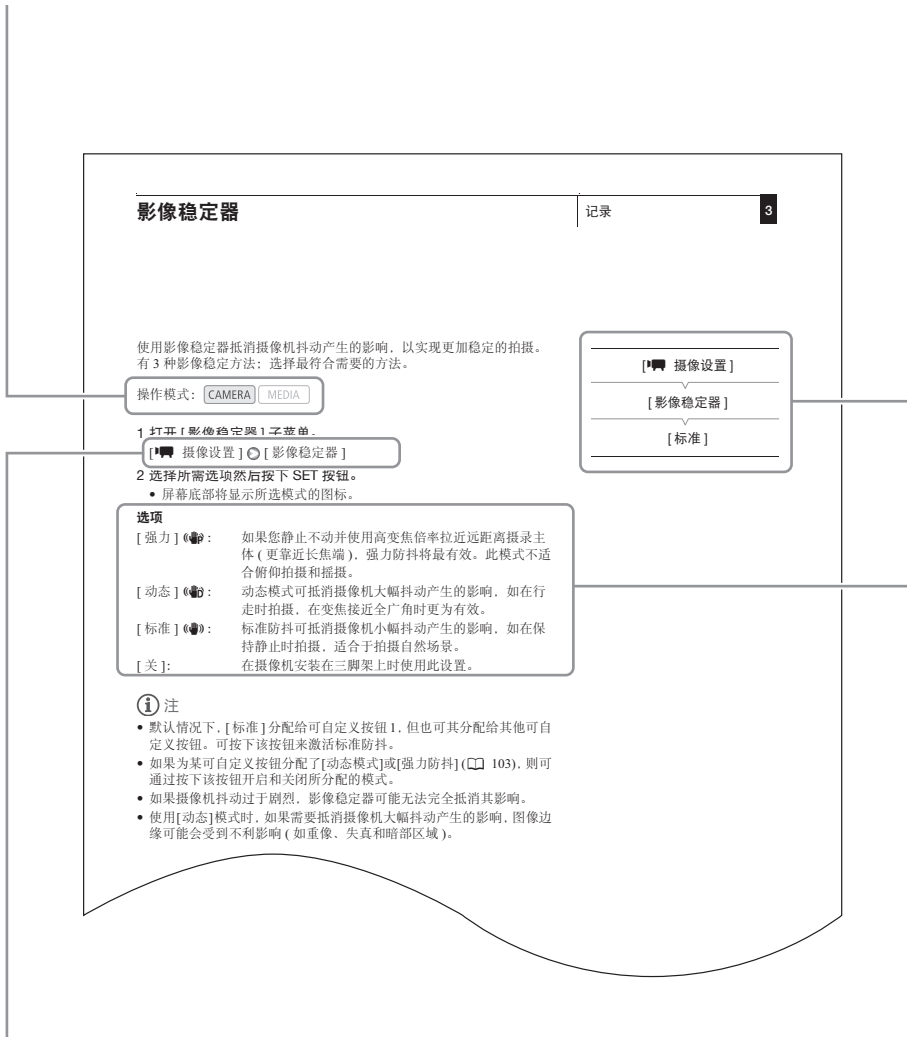 影像稳定器
记录
3
使用影像稳定器抵消摄像机抖动产生的影响，以实现更加稳定的拍摄。
有 3 种影像稳定方法：选择最符合需要的方法。
操作模式： CAMERA MEDIA
1 打开 [ 影像稳定器 ] 子菜单。
[ 摄像设置 ] [ 影像稳定器 ]
2 选择所需选项然后按下 SET 按钮。
• 屏幕底部将显示所选模式的图标。
选项
[ 强力 ] : 如果您静止不动并使用高变焦倍率拉近远距离摄录主
体 ( 更靠近长焦端 )，强力防抖将最有效。此模式不适
合俯仰拍摄和摇摄。
[ 动态 ] : 动态模式可抵消摄像机大幅抖动产生的影响，如在行
走时拍摄，在变焦接近全广角时更为有效。
[ 标准 ] : 标准防抖可抵消摄像机小幅抖动产生的影响，如在保
持静止时拍摄，适合于拍摄自然场景。
[ 关 ]: 在摄像机安装在三脚架上时使用此设置。
注
• 默认情况下，[ 标准 ] 分配给可自定义按钮 1，但也可其分配给其他可自
定义按钮。可按下该按钮来激活标准防抖。
• 如果为某可自定义按钮分配了[动态模式]或[强力防抖] ( 103)，则可
通过按下该按钮开启和关闭所分配的模式。
• 如果摄像机抖动过于剧烈，影像稳定器可能无法完全抵消其影响。
• 使用[动态]模式时，如果需要抵消摄像机大幅抖动产生的影响，图像边
缘可能会受到不利影响 ( 如重像、失真和暗部区域 )。
[ 摄像设置 ]
[ 影像稳定器 ]
[ 标准 ]